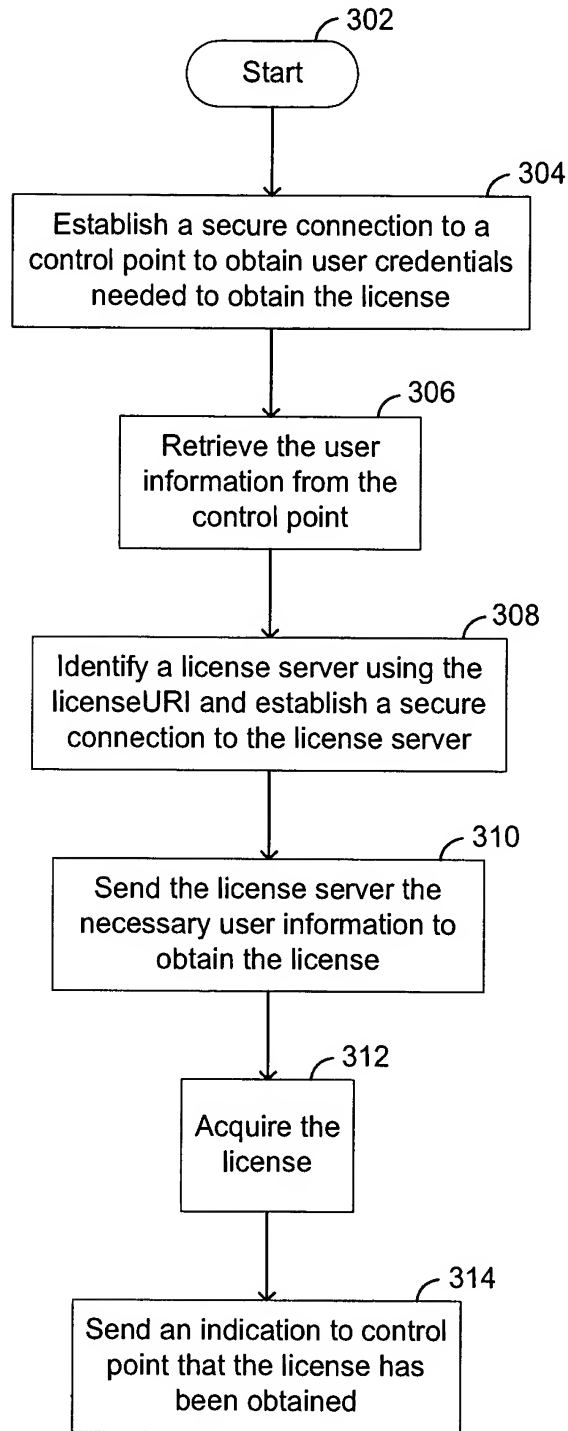 302
Start
304
Establish a secure connection to a
control point to obtain user credentials
needed to obtain the license
306
Retrieve the user
information from the
control point
308
Identify a license server using the
licenseURI and establish a secure
connection to the license server
310
Send the license server the
necessary user information to
obtain the license
312
Acquire the
license
314
Send an indication to control
point that the license has
been obtained